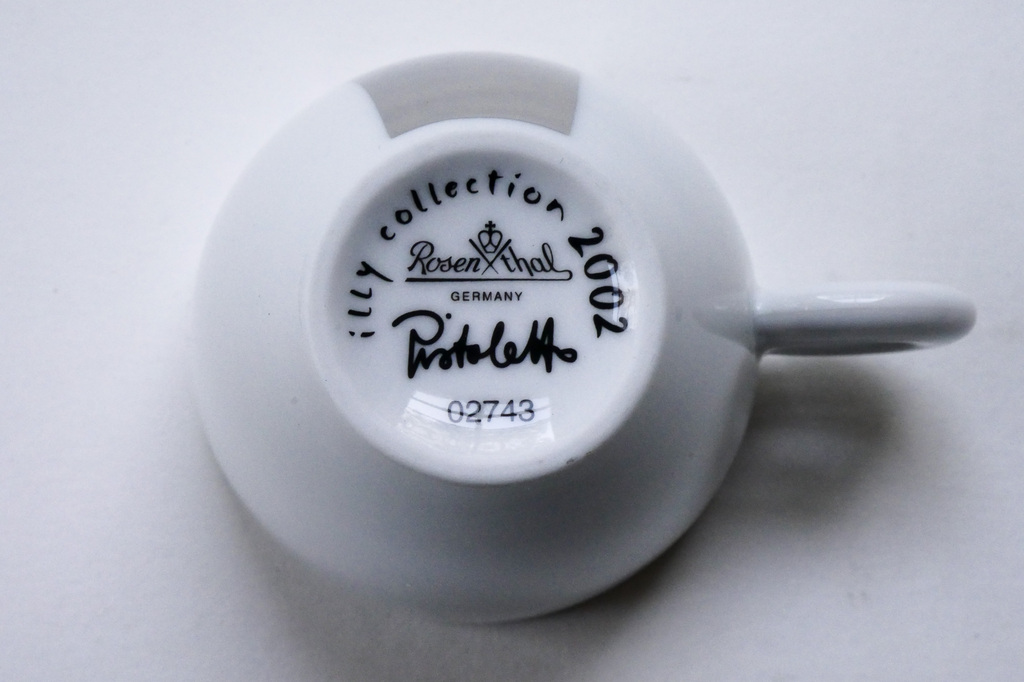 illy collection 2002
Rosenthal
GERMANY
Pistoletto
02743